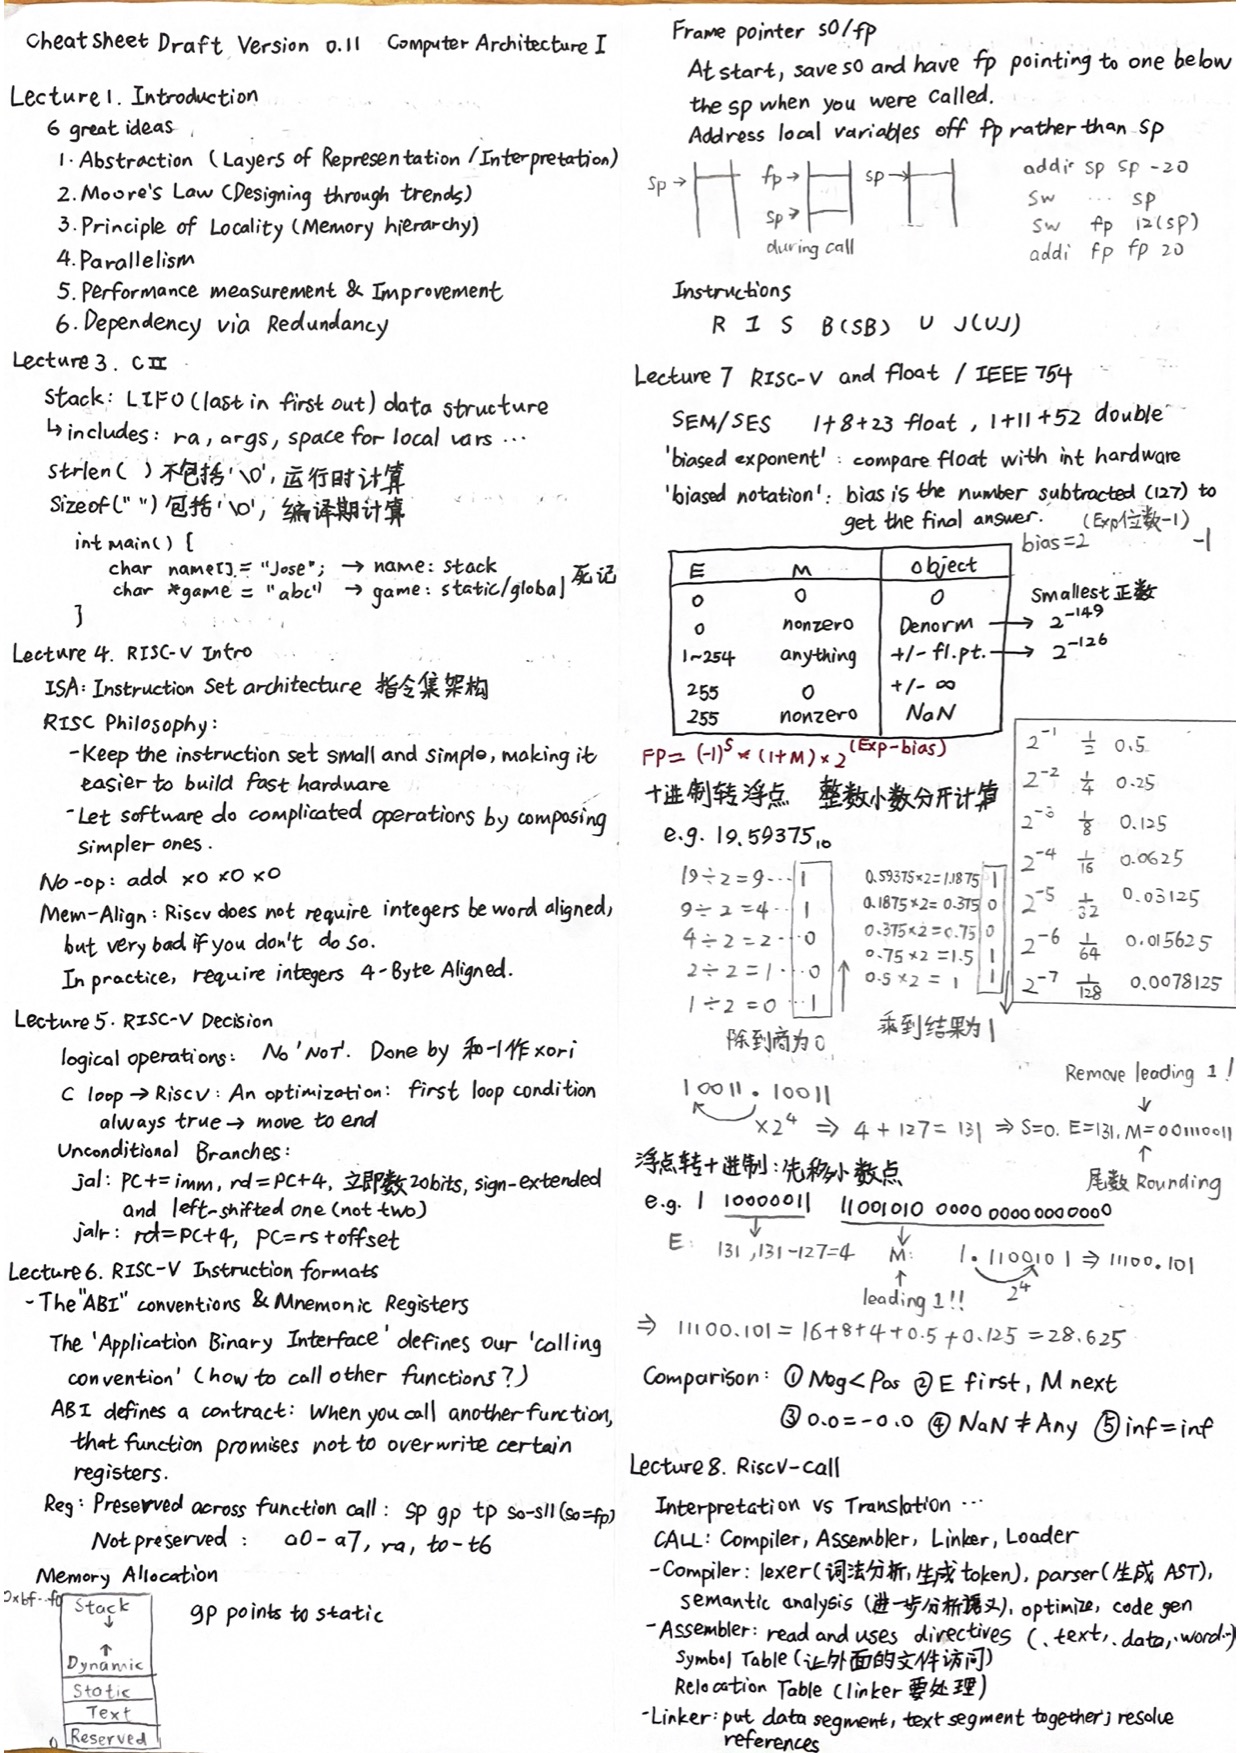 Cheat Sheet Draft Version 0.11 Computer Architecture I
Lecture 1. Introduction
6 great ideas
1. Abstraction (Layers of Representation / Interpretation)
2. Moore's Law (Designing through trends)
3. Principle of Locality (Memory hierarchy)
4. Parallelism
5. Performance measurement & Improvement
6. Dependency via Redundancy
Lecture 3. C II
Stack: LIFO (last in first out) data structure
↳ includes: ra, args, space for local vars ...
strlen( ) 不包括'\0', 运行时计算
Sizeof(" ") 包括'\0', 编译期计算
int main() {
char name[] = "Jose"; → name: stack
char *game = "abc" → game: static/global 死记
}
Lecture 4. RISC-V Intro
ISA: Instruction Set architecture 指令集架构
RISC Philosophy:
- Keep the instruction set small and simple, making it
easier to build fast hardware
- Let software do complicated operations by composing
simpler ones.
No-op: add x0 x0 x0
Mem-Align: Riscv does not require integers be word aligned,
but very bad if you don't do so.
In practice, require integers 4-Byte Aligned.
Lecture 5. RISC-V Decision
logical operations: No 'NOT'. Done by 和-1作xori
C loop → Riscv: An optimization: first loop condition
always true → move to end
Unconditional Branches:
jal: PC+=imm, rd=PC+4, 立即数20bits, sign-extended
and left-shifted one (not two)
jalr: rd=PC+4, PC=rs+offset
Lecture 6. RISC-V Instruction formats
- The "ABI" conventions & Mnemonic Registers
The 'Application Binary Interface' defines our 'calling
convention' (how to call other functions?)
ABI defines a contract: When you call another function,
that function promises not to overwrite certain
registers.
Reg: Preserved across function call: sp gp tp s0-s11 (s0=fp)
Not preserved: a0-a7, ra, t0-t6
Memory Allocation
0xbf...f0 Stack
↓
gp points to static
↑
Dynamic
Static
Text
0 Reserved
Frame pointer s0/fp
At start, save s0 and have fp pointing to one below
the sp when you were called.
Address local variables off fp rather than sp
sp → fp → sp →
sp →
during call
addi sp sp -20
sw ... sp
sw fp 12(sp)
addi fp fp 20
Instructions
R I S B(SB) U J(UJ)
Lecture 7 RISC-V and float / IEEE 754
SEM/SES 1+8+23 float, 1+11+52 double
'biased exponent': compare float with int hardware
'biased notation': bias is the number subtracted (127) to
get the final answer.
bias=2 (Exp位数-1) -1
E M object
0 0 0 Smallest 正数
0 nonzero Denorm → 2^-149
1~254 anything +/- fl.pt. → 2^-126
255 0 +/- ∞
255 nonzero NaN
FP = (-1)^S * (1+M) × 2^(Exp-bias)
2^-1 1/2 0.5
2^-2 1/4 0.25
2^-3 1/8 0.125
2^-4 1/16 0.0625
2^-5 1/32 0.03125
2^-6 1/64 0.015625
2^-7 1/128 0.0078125
十进制转浮点 整数小数分开计算
e.g. 19.59375₁₀
19÷2=9...1 0.59375×2=1.1875 1
9÷2=4...1 0.1875×2=0.375 0
4÷2=2...0 0.375×2=0.75 0
2÷2=1...0 0.75×2=1.5 1
1÷2=0...1 0.5×2=1 1
除到商为0 乘到结果为1
Remove leading 1!
↓
10011.10011
×2^4 ⇒ 4+127=131 ⇒ S=0. E=131. M=00110011
↑
尾数 Rounding
浮点转十进制: 先移小数点
e.g. 1 10000011 11001010 0000 00000000000
E: 131, 131-127=4 M: 1.1100101 ⇒ 11100.101
leading 1!! 2^4
⇒ 11100.101 = 16+8+4+0.5+0.125 = 28.625
Comparison: ① Neg<Pos ② E first, M next
③ 0.0=-0.0 ④ NaN≠Any ⑤ inf=inf
Lecture 8. RiscV-call
Interpretation vs Translation ...
CALL: Compiler, Assembler, Linker, Loader
- Compiler: lexer(词法分析,生成token), parser(生成AST),
semantic analysis (进一步分析语义), optimize, code gen
- Assembler: read and uses directives (.text, .data, .word..)
Symbol Table (让外面的文件访问)
Relocation Table (linker要处理)
- Linker: put data segment, text segment together; resolve
references